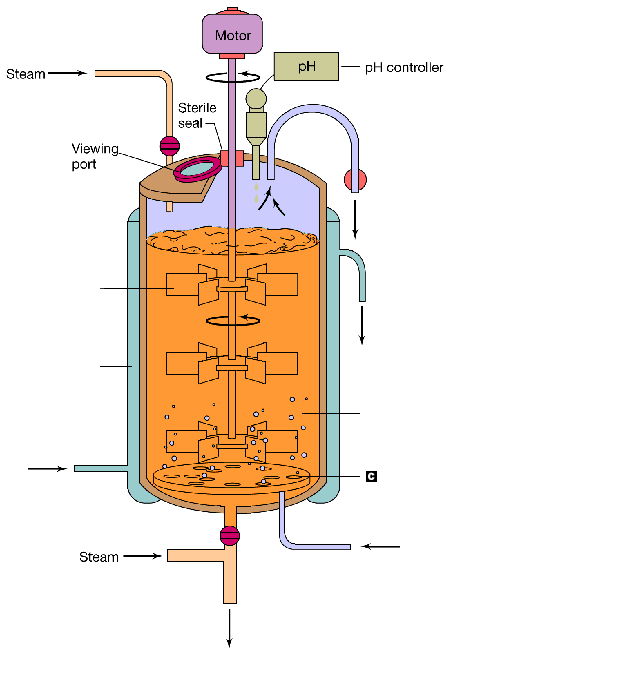 Motor
pH
pH controller
Steam
Sterile
seal
Viewing
port
C
Steam